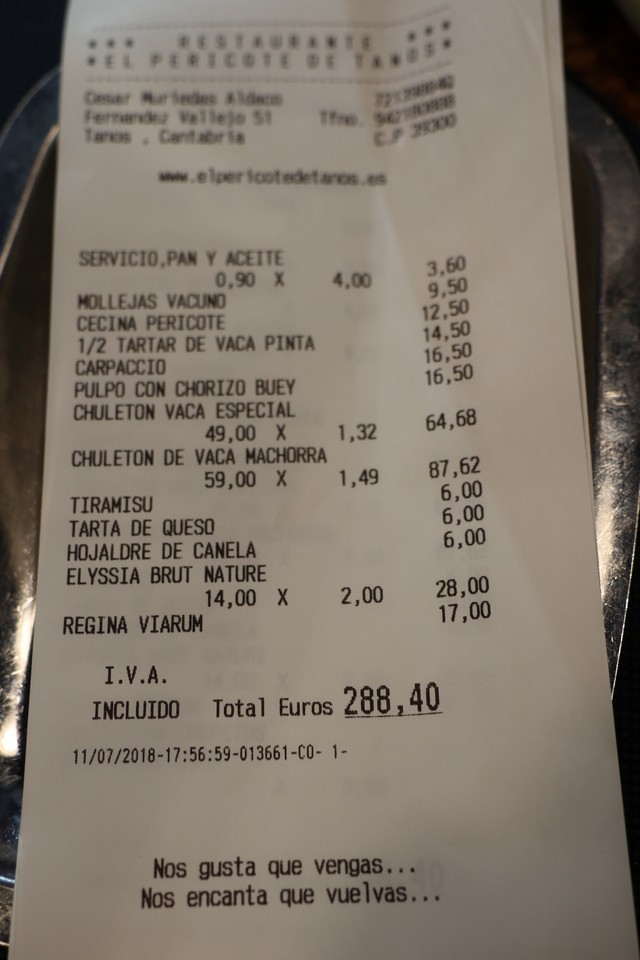 *** RESTAURANTE ***
*EL PERICOTE DE TANOS*
Cesar Muriedas Aldaco
Fernandez Vallejo 51 Tfno.
Tanos , Cantabria C.P 39300
www.elpericotedetanos.es
SERVICIO,PAN Y ACEITE
0,90 X 4,00 3,60
MOLLEJAS VACUNO 9,50
CECINA PERICOTE 12,50
1/2 TARTAR DE VACA PINTA 14,50
CARPACCIO 16,50
PULPO CON CHORIZO BUEY 16,50
CHULETON VACA ESPECIAL
49,00 X 1,32 64,68
CHULETON DE VACA MACHORRA
59,00 X 1,49 87,62
TIRAMISU 6,00
TARTA DE QUESO 6,00
HOJALDRE DE CANELA 6,00
ELYSSIA BRUT NATURE
14,00 X 2,00 28,00
REGINA VIARUM 17,00
I.V.A.
INCLUIDO Total Euros 288,40
11/07/2018-17:56:59-013661-CO- 1-
Nos gusta que vengas...
Nos encanta que vuelvas...